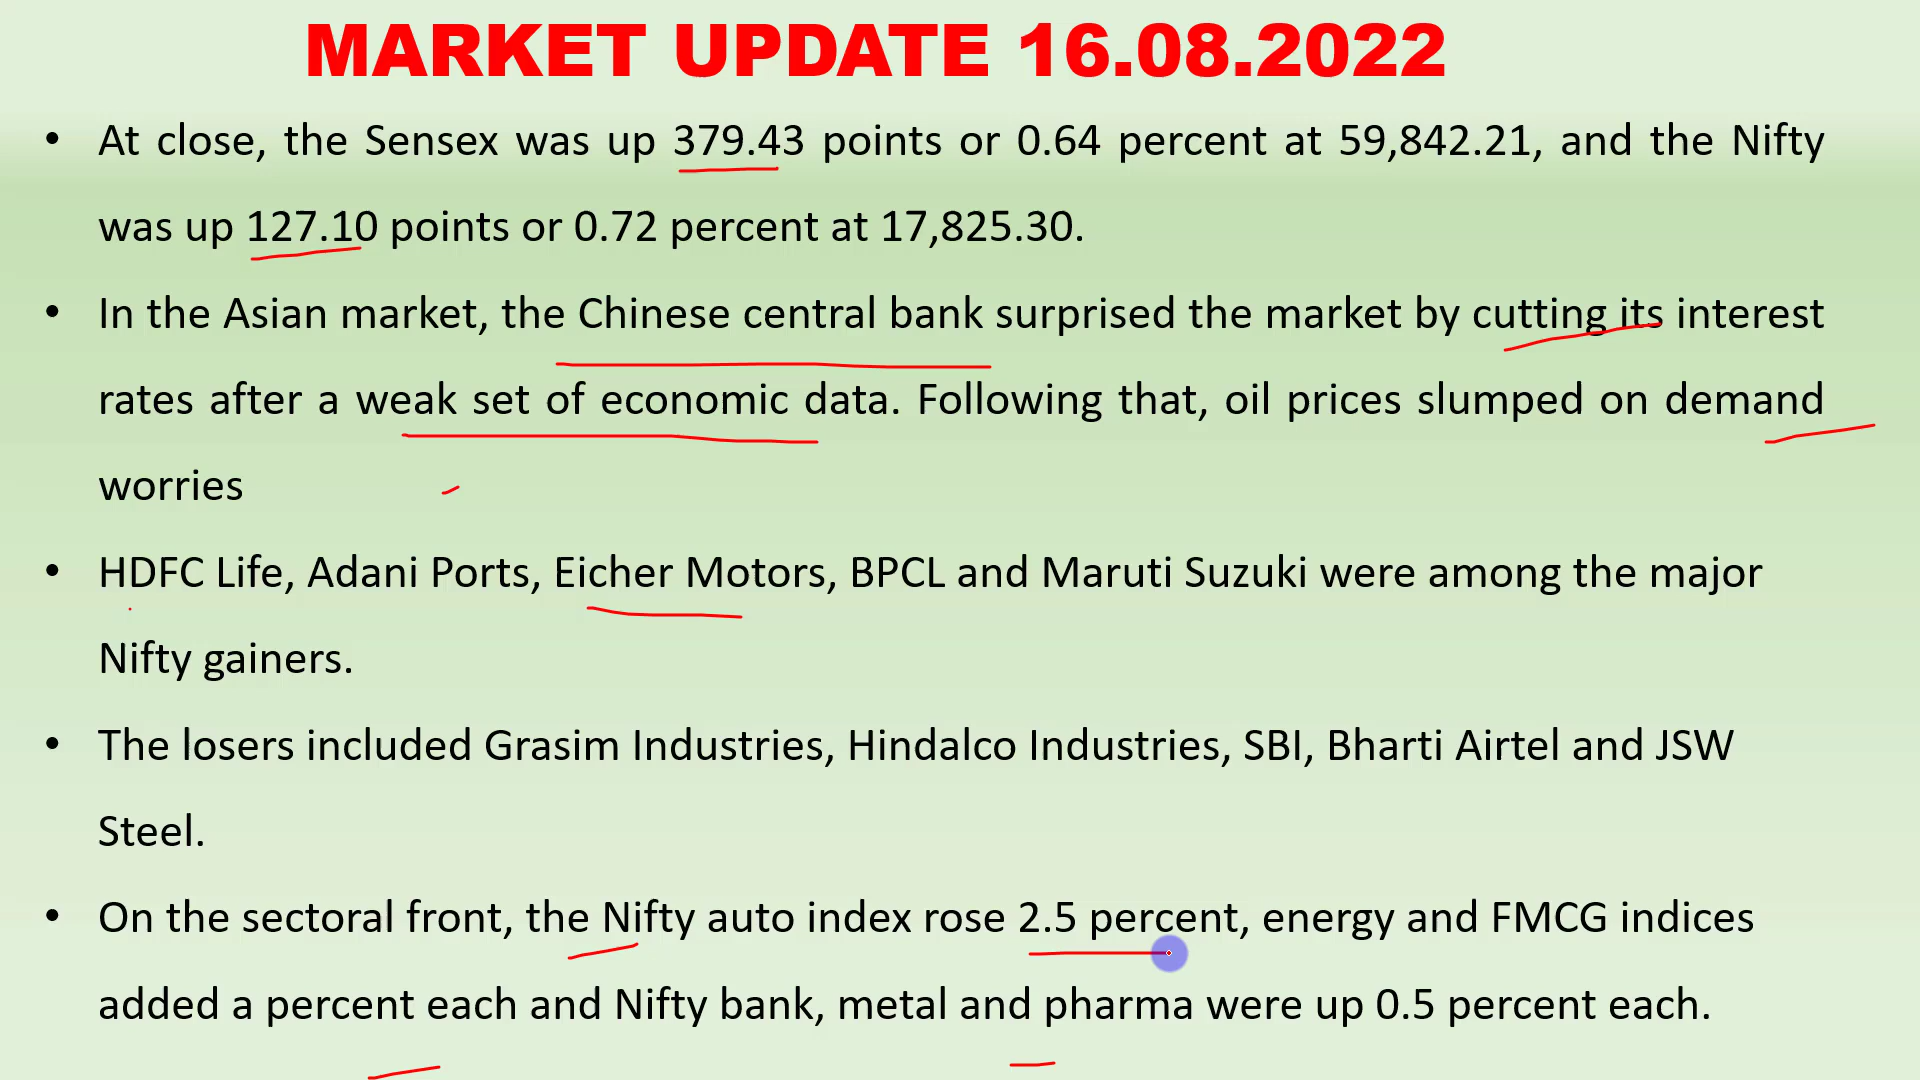 MARKET UPDATE 16.08.2022
• At close, the Sensex was up 379.43 points or 0.64 percent at 59,842.21, and the Nifty
was up 127.10 points or 0.72 percent at 17,825.30.
• In the Asian market, the Chinese central bank surprised the market by cutting its interest
rates after a weak set of economic data. Following that, oil prices slumped on demand
worries
• HDFC Life, Adani Ports, Eicher Motors, BPCL and Maruti Suzuki were among the major
Nifty gainers.
• The losers included Grasim Industries, Hindalco Industries, SBI, Bharti Airtel and JSW
Steel.
• On the sectoral front, the Nifty auto index rose 2.5 percent, energy and FMCG indices
added a percent each and Nifty bank, metal and pharma were up 0.5 percent each.